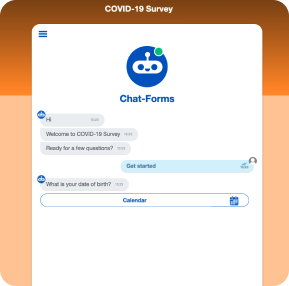 COVID-19 Survey
Chat-Forms
Hi
Welcome to COVID-19 Survey
Ready for a few questions?
Get started
What is your date of birth?
Calendar